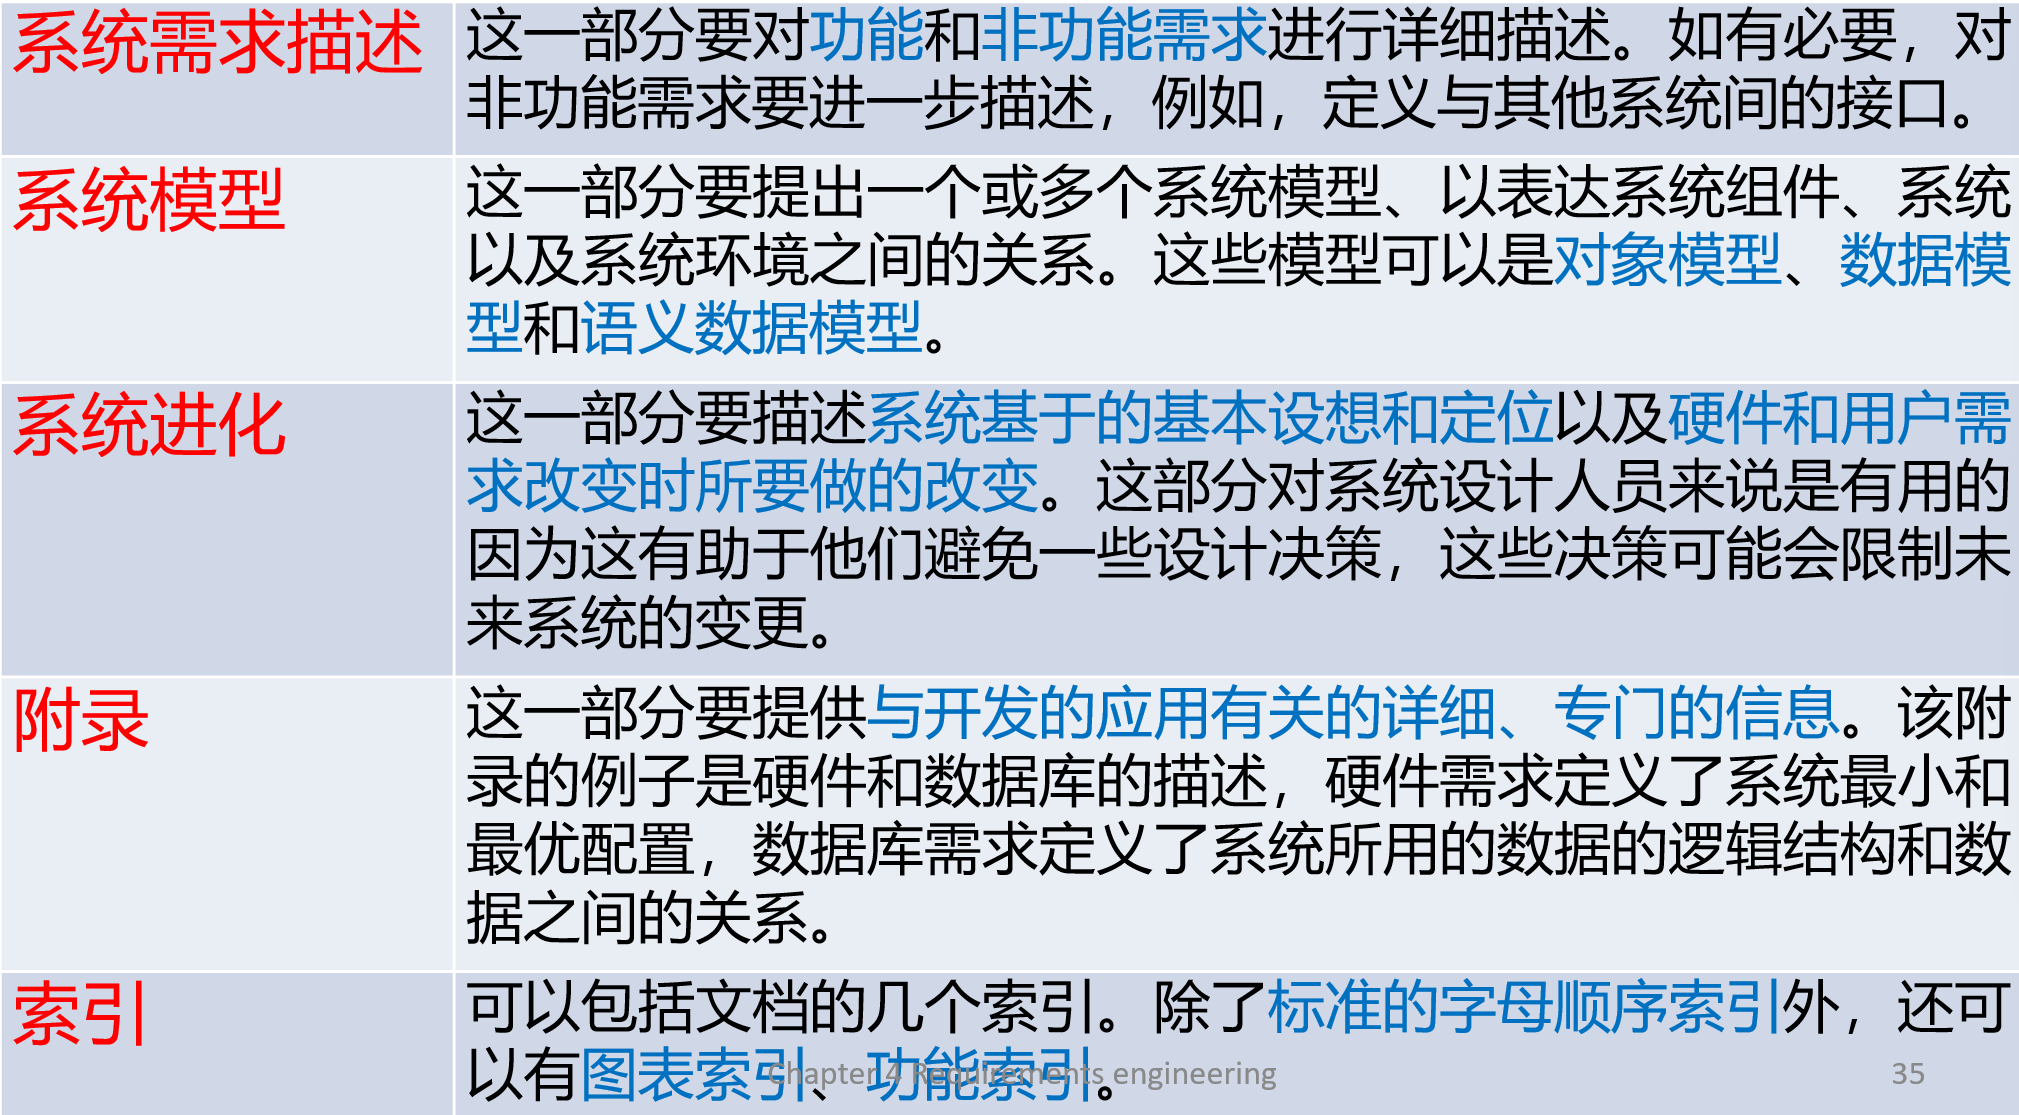 系统需求描述
这一部分要对功能和非功能需求进行详细描述。如有必要，对
非功能需求要进一步描述，例如，定义与其他系统间的接口。
系统模型
这一部分要提出一个或多个系统模型、以表达系统组件、系统
以及系统环境之间的关系。这些模型可以是对象模型、数据模
型和语义数据模型。
系统进化
这一部分要描述系统基于的基本设想和定位以及硬件和用户需
求改变时所要做的改变。这部分对系统设计人员来说是有用的
因为这有助于他们避免一些设计决策，这些决策可能会限制未
来系统的变更。
附录
这一部分要提供与开发的应用有关的详细、专门的信息。该附
录的例子是硬件和数据库的描述，硬件需求定义了系统最小和
最优配置，数据库需求定义了系统所用的数据的逻辑结构和数
据之间的关系。
索引
可以包括文档的几个索引。除了标准的字母顺序索引外，还可
以有图表索引、功能索引。
Chapter 4 Requirements engineering
35